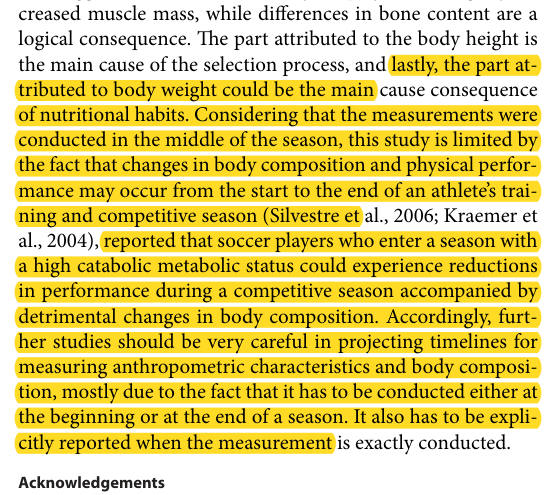 creased muscle mass, while differences in bone content are a
logical consequence. The part attributed to the body height is
the main cause of the selection process, and lastly, the part at-
tributed to body weight could be the main cause consequence
of nutritional habits. Considering that the measurements were
conducted in the middle of the season, this study is limited by
the fact that changes in body composition and physical perfor-
mance may occur from the start to the end of an athlete's trai-
ning and competitive season (Silvestre et al., 2006; Kraemer et
al., 2004), reported that soccer players who enter a season with
a high catabolic metabolic status could experience reductions
in performance during a competitive season accompanied by
detrimental changes in body composition. Accordingly, furt-
her studies should be very careful in projecting timelines for
measuring anthropometric characteristics and body composi-
tion, mostly due to the fact that it has to be conducted either at
the beginning or at the end of a season. It also has to be expli-
citly reported when the measurement is exactly conducted.
Acknowledgements